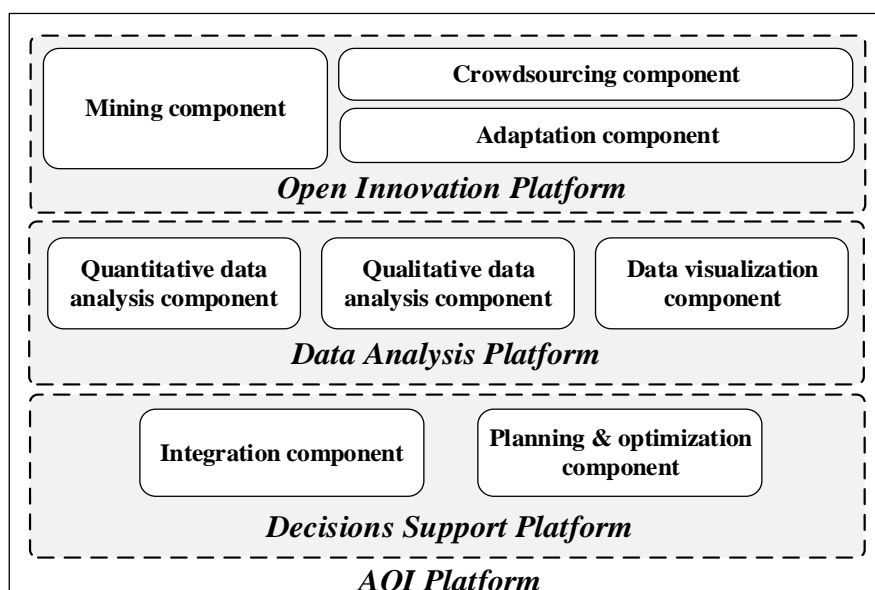 Mining component
Crowdsourcing component
Adaptation component
Open Innovation Platform
Quantitative data
analysis component
Qualitative data
analysis component
Data visualization
component
Data Analysis Platform
Integration component
Planning & optimization
component
Decisions Support Platform
Platform